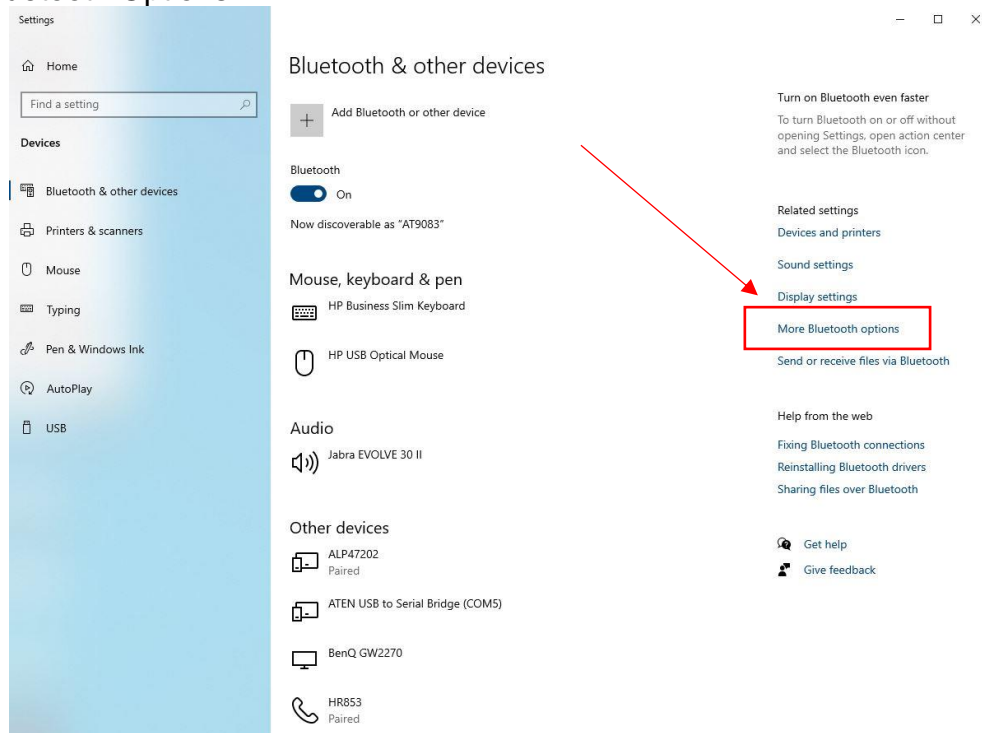 Settings
Home
Find a setting
Devices
Bluetooth & other devices
Printers & scanners
Mouse
Typing
Pen & Windows Ink
AutoPlay
USB
Bluetooth & other devices
Add Bluetooth or other device
Bluetooth
On
Now discoverable as "AT9083"
Mouse, keyboard & pen
HP Business Slim Keyboard
HP USB Optical Mouse
Audio
Jabra EVOLVE 30 II
Other devices
ALP47202
Paired
ATEN USB to Serial Bridge (COM5)
BenQ GW2270
HR853
Paired
Turn on Bluetooth even faster
To turn Bluetooth on or off without
opening Settings, open action center
and select the Bluetooth icon.
Related settings
Devices and printers
Sound settings
Display settings
More Bluetooth options
Send or receive files via Bluetooth
Help from the web
Fixing Bluetooth connections
Reinstalling Bluetooth drivers
Sharing files over Bluetooth
Get help
Give feedback